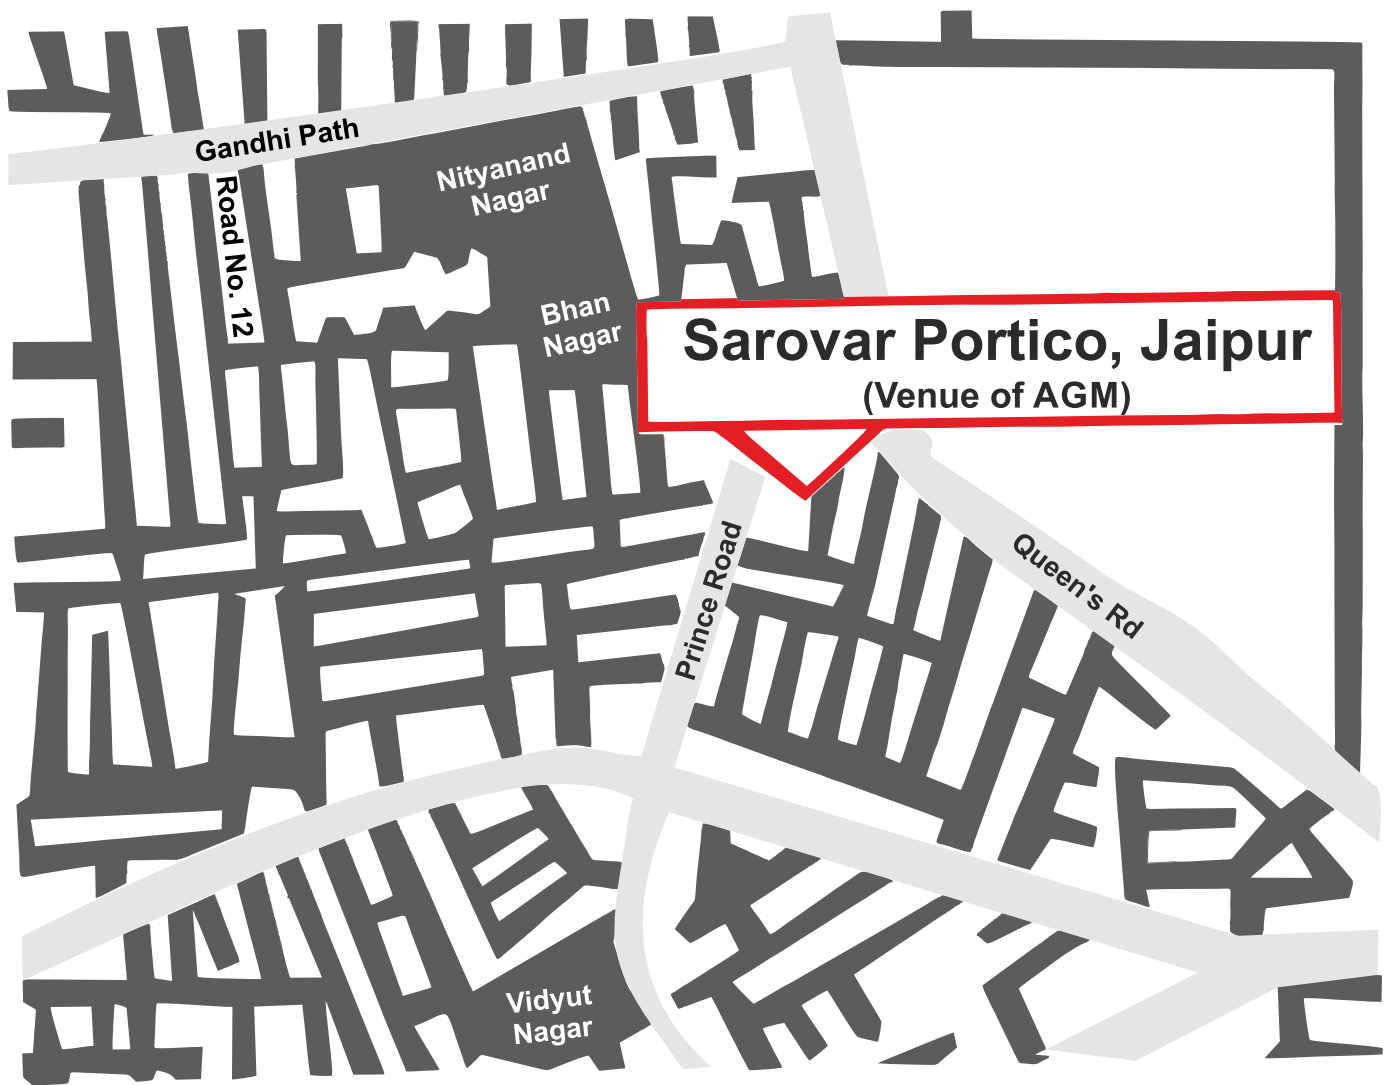 Gandhi Path
Nityanand
Nagar
Road No. 12
Bhan
Nagar
Sarovar Portico, Jaipur
(Venue of AGM)
Prince Road
Queen's Rd
Vidyut
Nagar